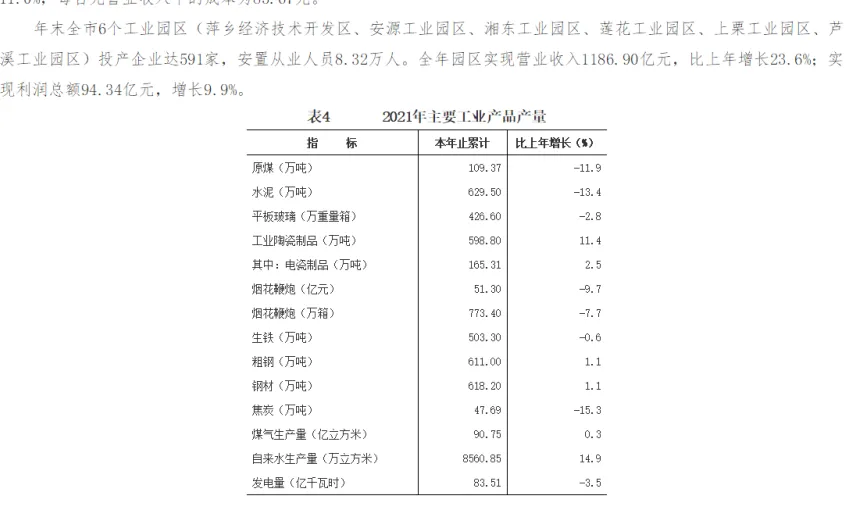 年末全市6个工业园区（萍乡经济技术开发区、安源工业园区、湘东工业园区、莲花工业园区、上栗工业园区、芦
溪工业园区）投产企业达591家，安置从业人员8.32万人。全年园区实现营业收入1186.90亿元，比上年增长23.6%；实
现利润总额94.34亿元，增长9.9%。
表4 2021年主要工业产品产量
指 标 本年止累计 比上年增长（%）
原煤（万吨） 109.37 -11.9
水泥（万吨） 629.50 -13.4
平板玻璃（万重量箱） 426.60 -2.8
工业陶瓷制品（万吨） 598.80 11.4
其中：电瓷制品（万吨） 165.31 2.5
烟花鞭炮（亿元） 51.30 -9.7
烟花鞭炮（万箱） 773.40 -7.7
生铁（万吨） 503.30 -0.6
粗钢（万吨） 611.00 1.1
钢材（万吨） 618.20 1.1
焦炭（万吨） 47.69 -15.3
煤气生产量（亿立方米） 90.75 0.3
自来水生产量（万立方米） 8560.85 14.9
发电量（亿千瓦时） 83.51 -3.5